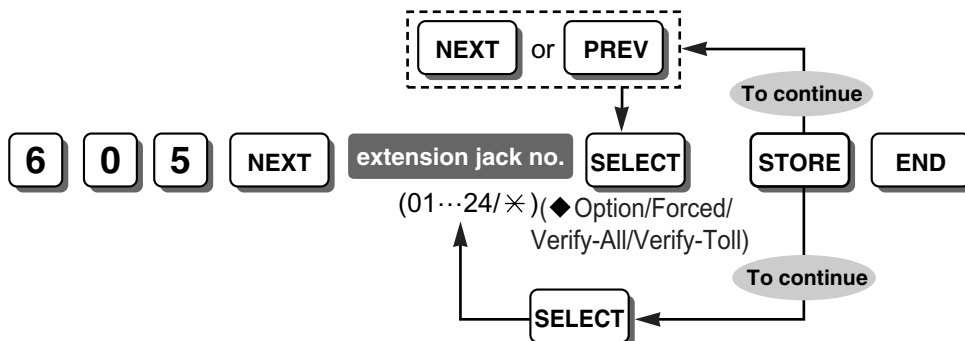 NEXT or PREV
To continue
6 0 5 NEXT extension jack no. SELECT STORE END
(01···24/✳)(◆Option/Forced/
Verify-All/Verify-Toll)
To continue
SELECT